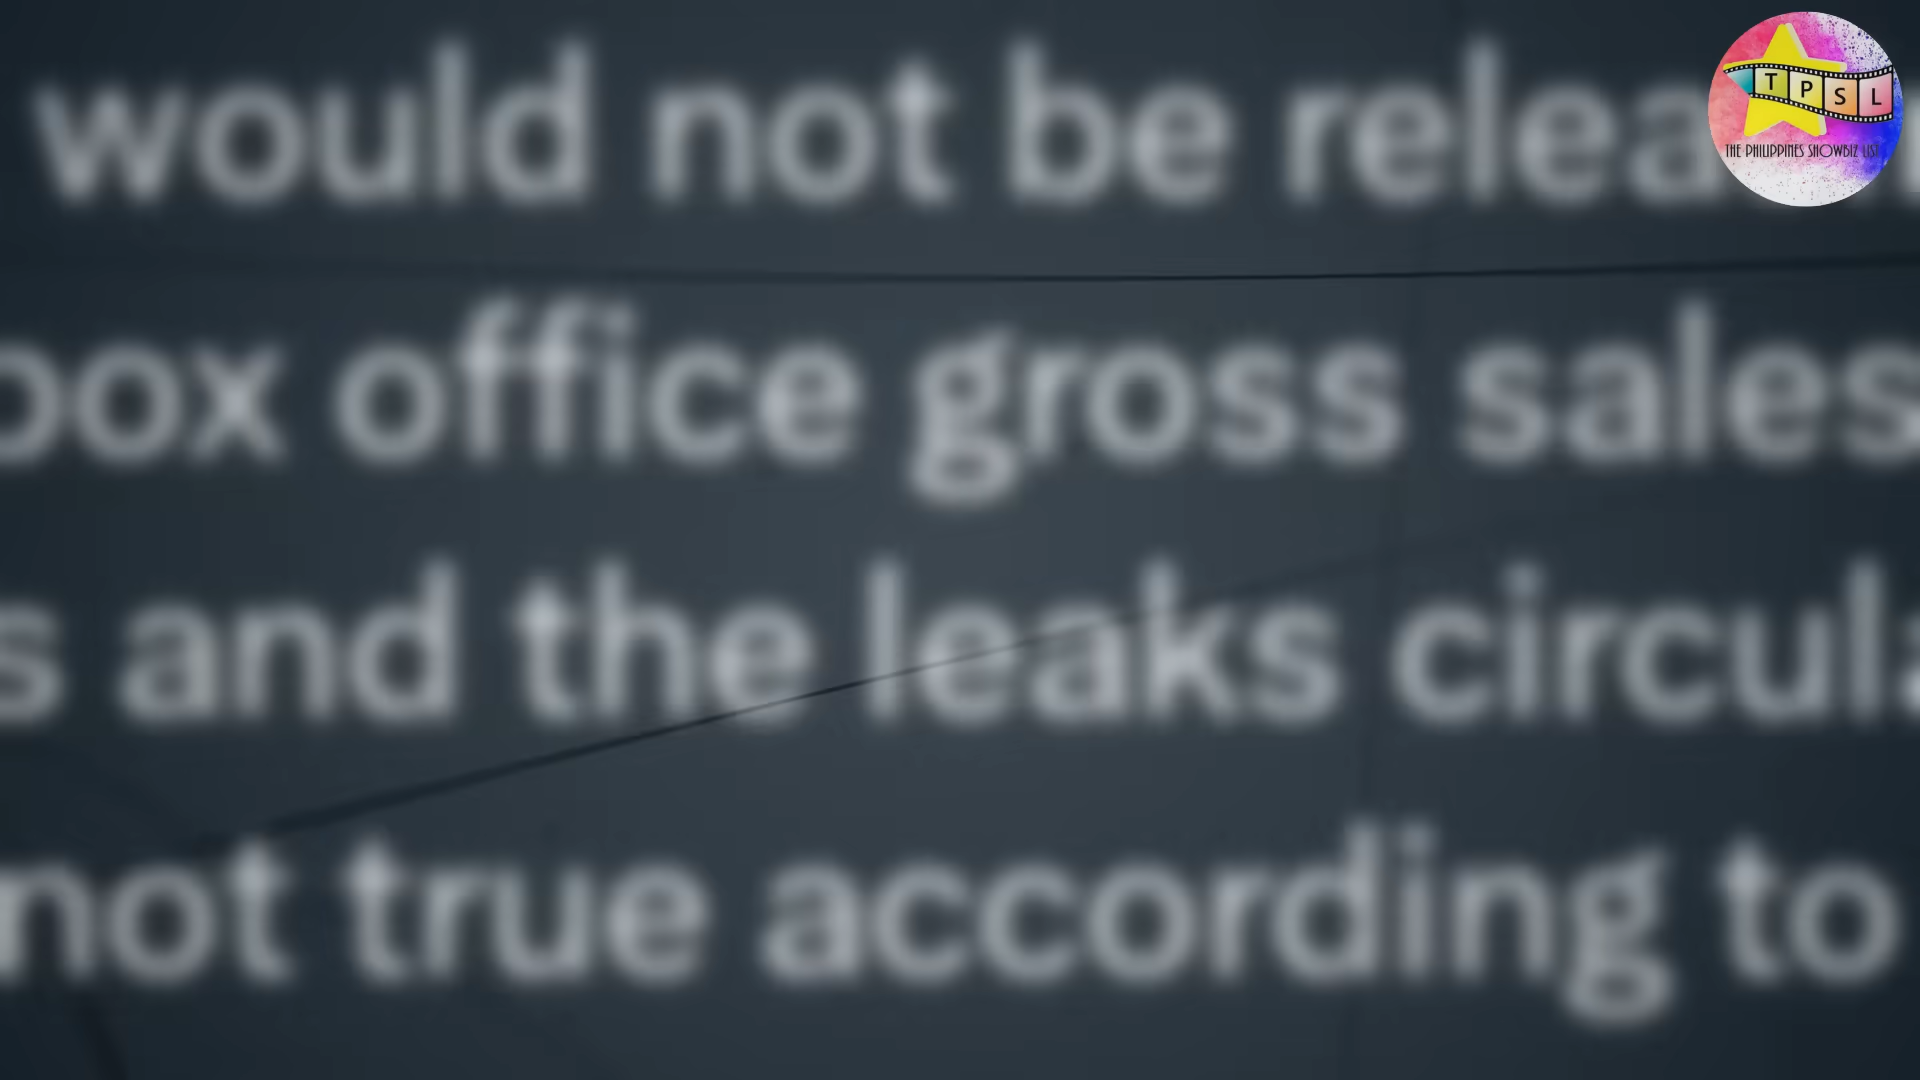 would not be relea
box office gross sales
s and the leaks circula
not true according to
T P S L
THE PHILIPPINES SHOWBIZ LIST